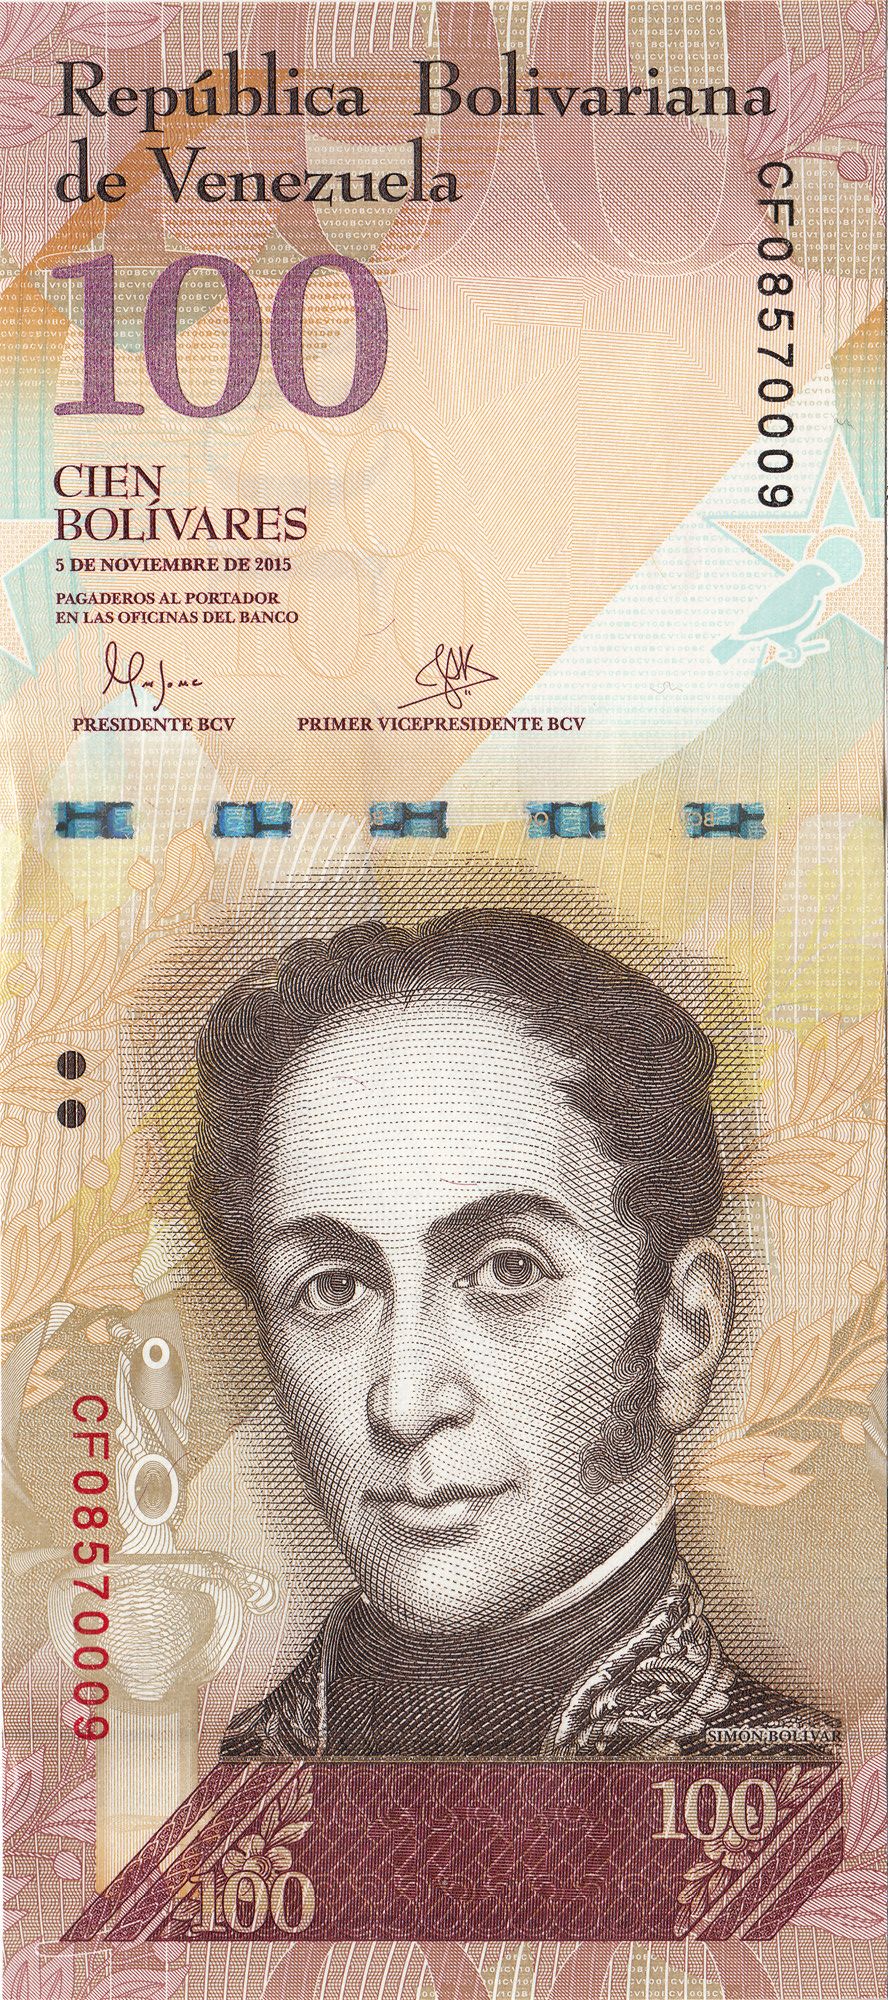 República Bolivariana
de Venezuela
CF08570009
100
CIEN
BOLÍVARES
5 DE NOVIEMBRE DE 2015
PAGADEROS AL PORTADOR
EN LAS OFICINAS DEL BANCO
PRESIDENTE BCV
PRIMER VICEPRESIDENTE BCV
CF08570009
SIMÓN BOLÍVAR
100
100